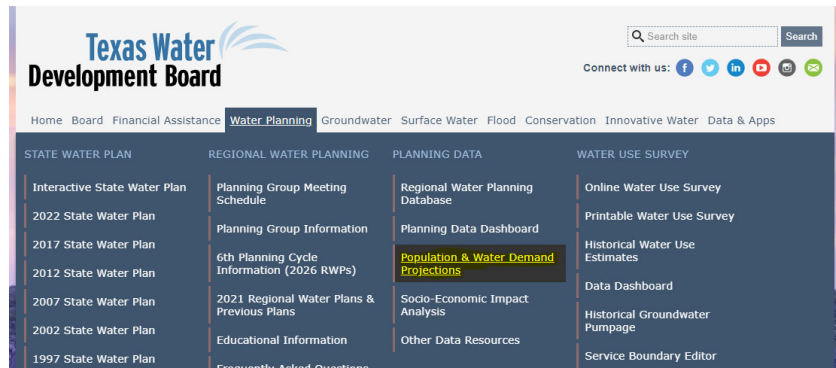 Texas Water
Development Board
Search site
Search
Connect with us:
Home Board Financial Assistance Water Planning Groundwater Surface Water Flood Conservation Innovative Water Data & Apps
STATE WATER PLAN
Interactive State Water Plan
2022 State Water Plan
2017 State Water Plan
2012 State Water Plan
2007 State Water Plan
2002 State Water Plan
1997 State Water Plan
REGIONAL WATER PLANNING
Planning Group Meeting
Schedule
Planning Group Information
6th Planning Cycle
Information (2026 RWPs)
2021 Regional Water Plans &
Previous Plans
Educational Information
Frequently Asked Questions
PLANNING DATA
Regional Water Planning
Database
Planning Data Dashboard
Population & Water Demand
Projections
Socio-Economic Impact
Analysis
Other Data Resources
WATER USE SURVEY
Online Water Use Survey
Printable Water Use Survey
Historical Water Use
Estimates
Data Dashboard
Historical Groundwater
Pumpage
Service Boundary Editor